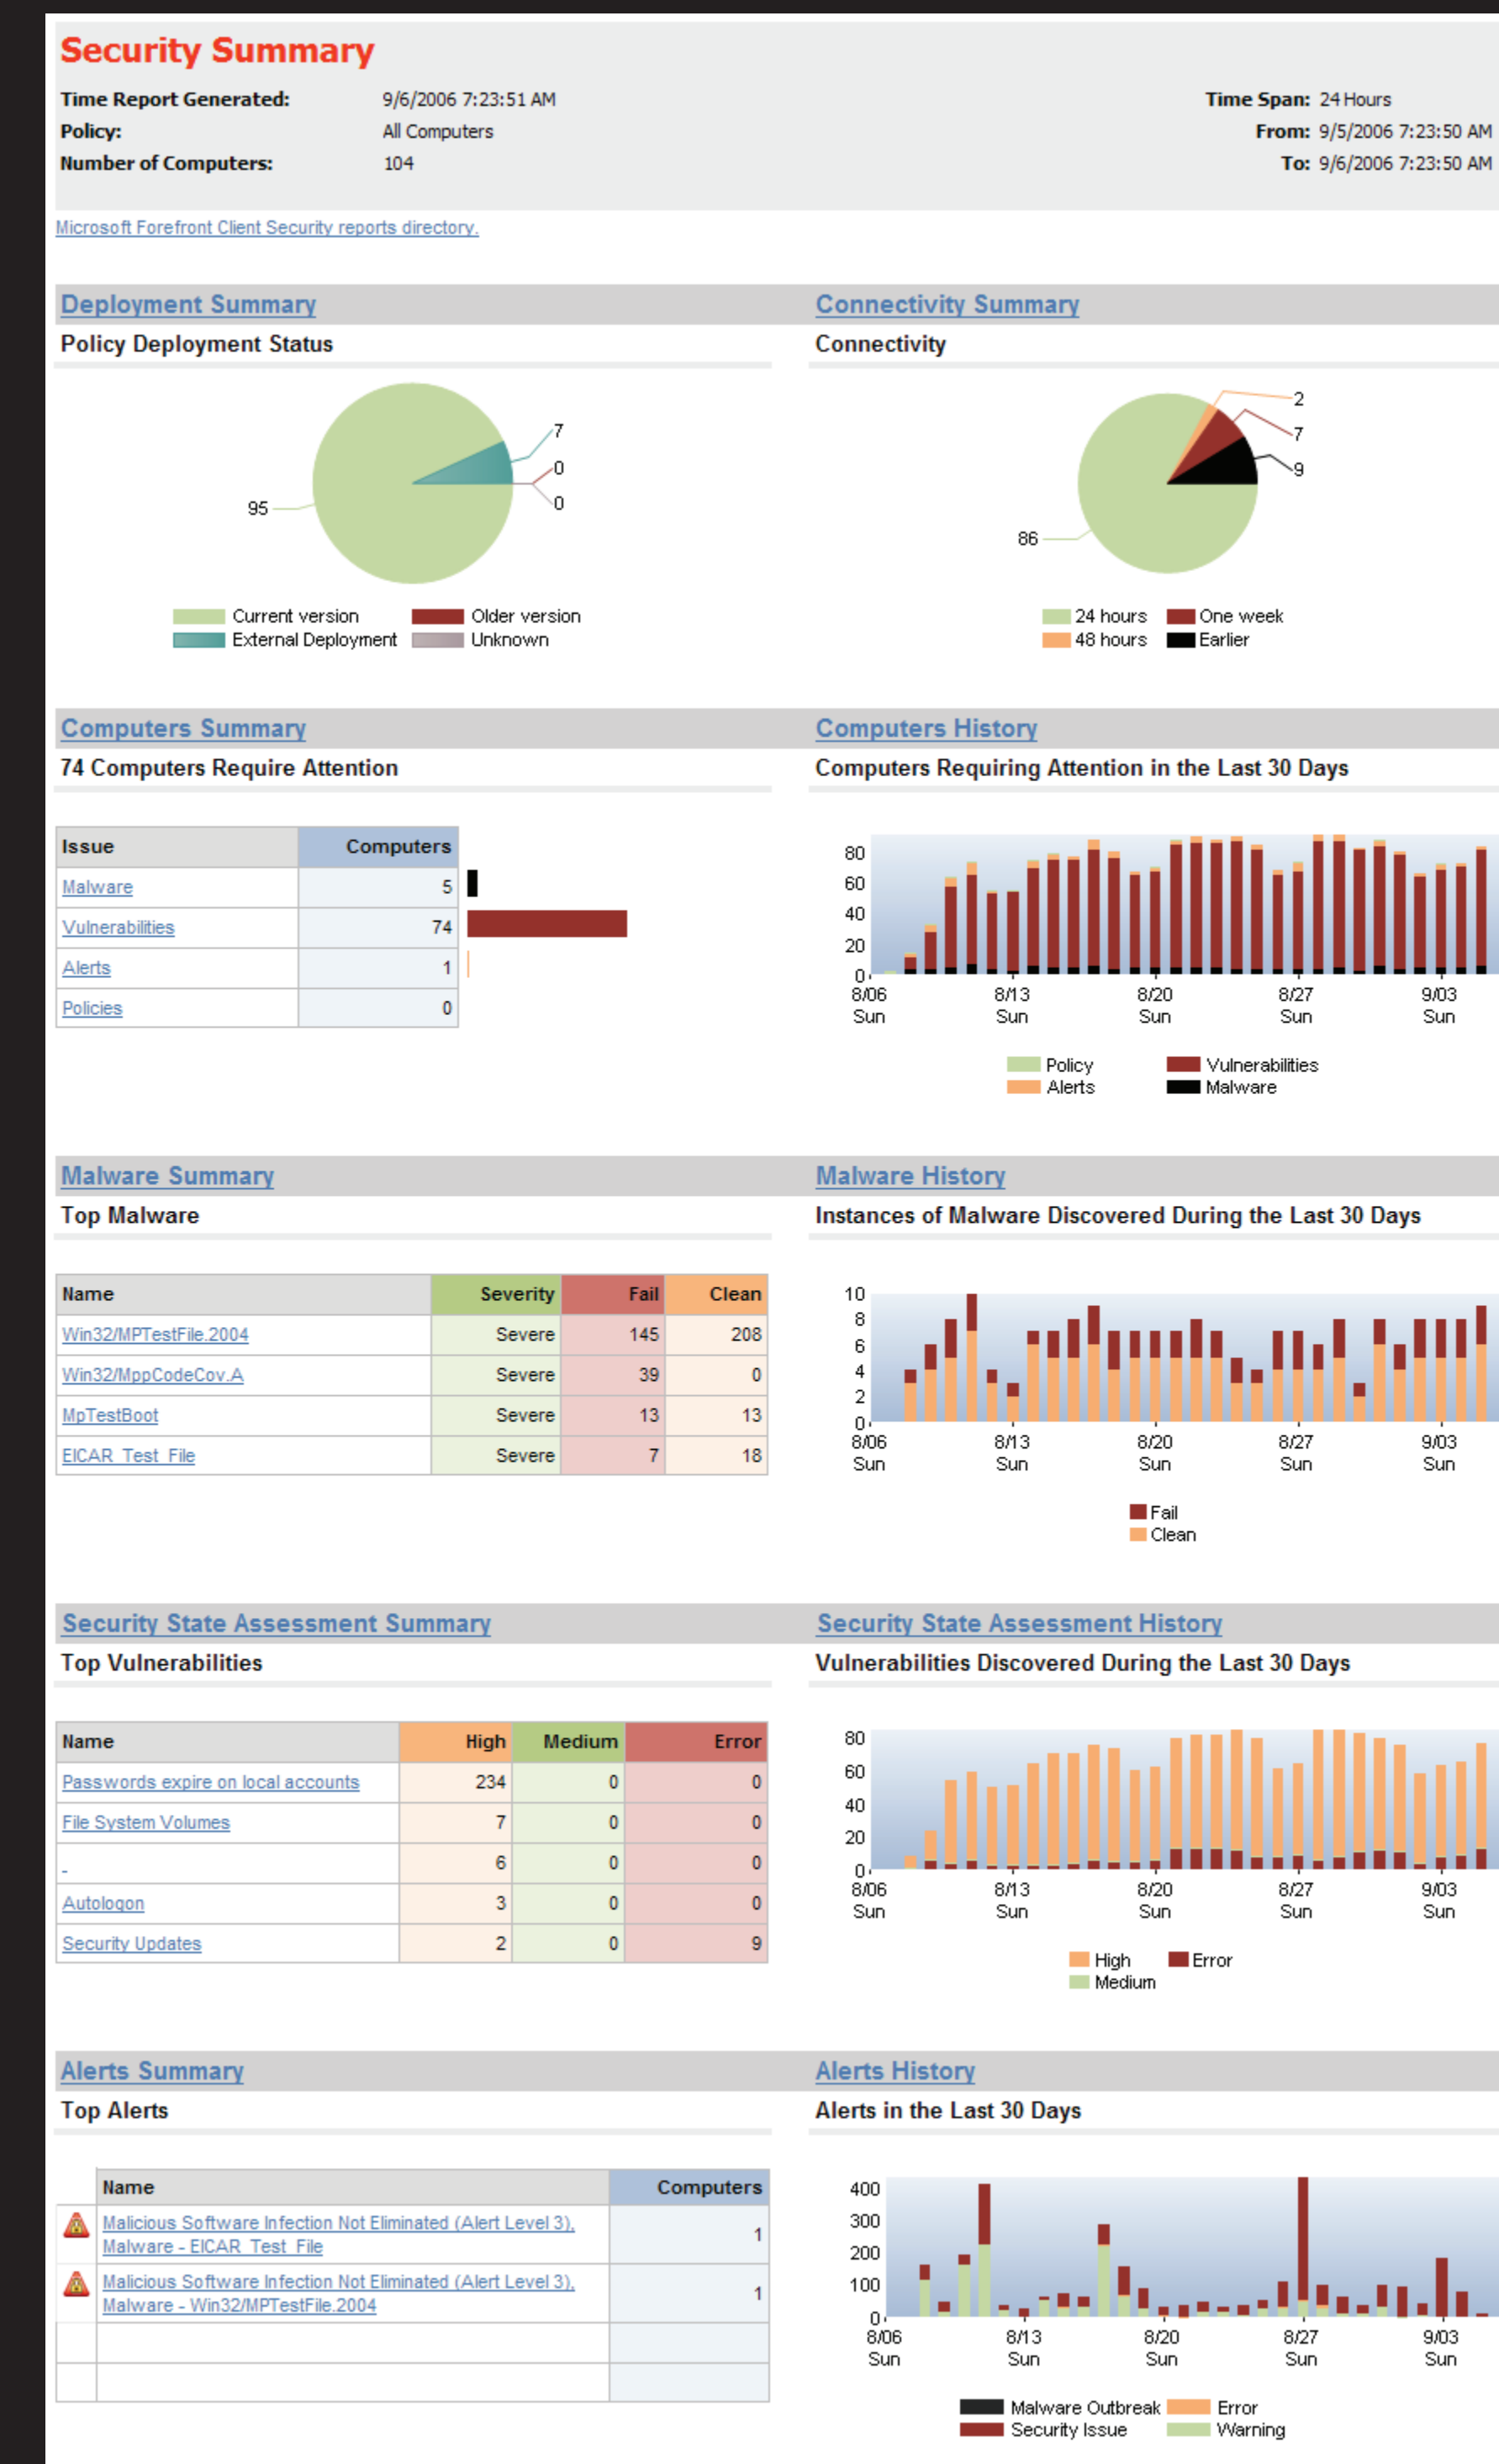 Security Summary
Time Report Generated: 9/6/2006 7:23:51 AM
Time Span: 24 Hours
Policy: All Computers
From: 9/5/2006 7:23:50 AM
Number of Computers: 104
To: 9/6/2006 7:23:50 AM
Microsoft Forefront Client Security reports directory.
Deployment Summary
Policy Deployment Status
7
0
0
95
Current version
Older version
External Deployment
Unknown
Connectivity Summary
Connectivity
2
7
9
86
24 hours
One week
48 hours
Earlier
Computers Summary
74 Computers Require Attention
Issue Computers
Malware 5
Vulnerabilities 74
Alerts 1
Policies 0
Computers History
Computers Requiring Attention in the Last 30 Days
80
60
40
20
0
8/06 8/13 8/20 8/27 9/03
Sun Sun Sun Sun Sun
Policy Vulnerabilities
Alerts Malware
Malware Summary
Top Malware
Name Severity Fail Clean
Win32/MPTestFile.2004 Severe 145 208
Win32/MppCodeCov.A Severe 39 0
MpTestBoot Severe 13 13
EICAR_Test_File Severe 7 18
Malware History
Instances of Malware Discovered During the Last 30 Days
10
8
6
4
2
0
8/06 8/13 8/20 8/27 9/03
Sun Sun Sun Sun Sun
Fail
Clean
Security State Assessment Summary
Top Vulnerabilities
Name High Medium Error
Passwords expire on local accounts 234 0 0
File System Volumes 7 0 0
- 6 0 0
Autologon 3 0 0
Security Updates 2 0 9
Security State Assessment History
Vulnerabilities Discovered During the Last 30 Days
80
60
40
20
0
8/06 8/13 8/20 8/27 9/03
Sun Sun Sun Sun Sun
High Error
Medium
Alerts Summary
Top Alerts
Name Computers
Malicious Software Infection Not Eliminated (Alert Level 3),
Malware - EICAR_Test_File 1
Malicious Software Infection Not Eliminated (Alert Level 3),
Malware - Win32/MPTestFile.2004 1
Alerts History
Alerts in the Last 30 Days
400
300
200
100
0
8/06 8/13 8/20 8/27 9/03
Sun Sun Sun Sun Sun
Malware Outbreak Error
Security Issue Warning